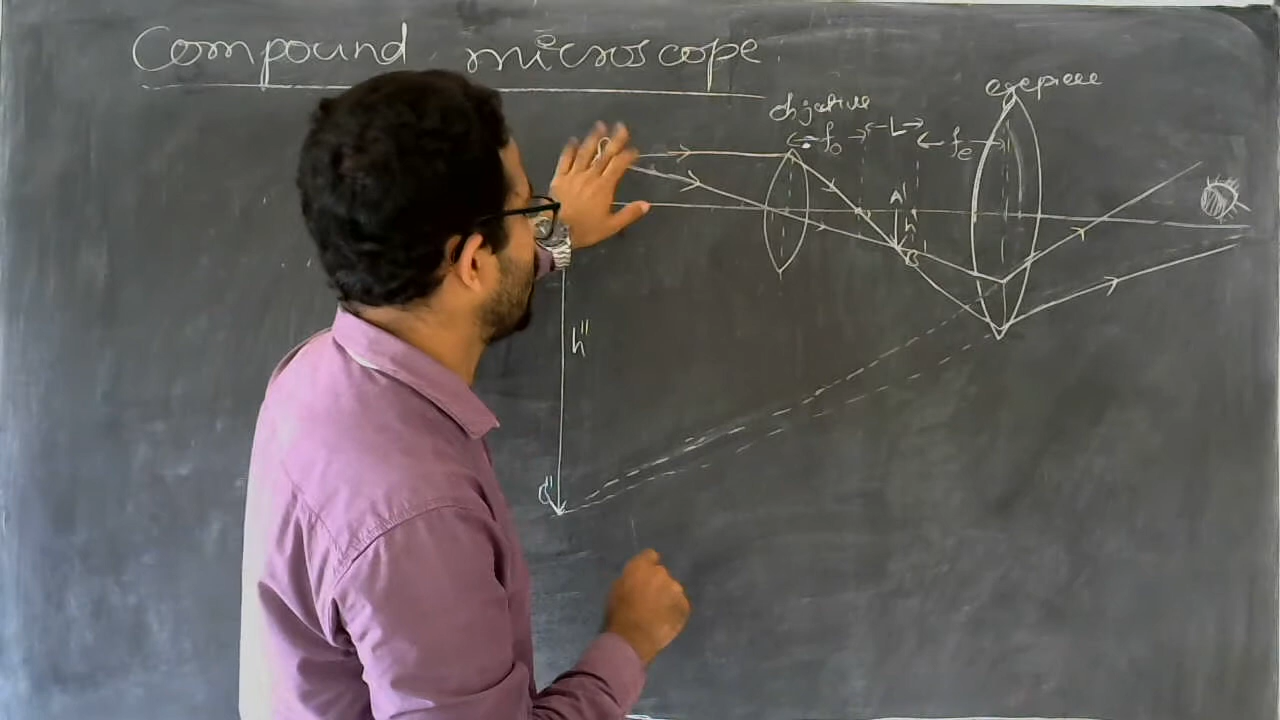 Compound microscope
eyepiece
objective
fo L fe
A'
h'
B'
h"